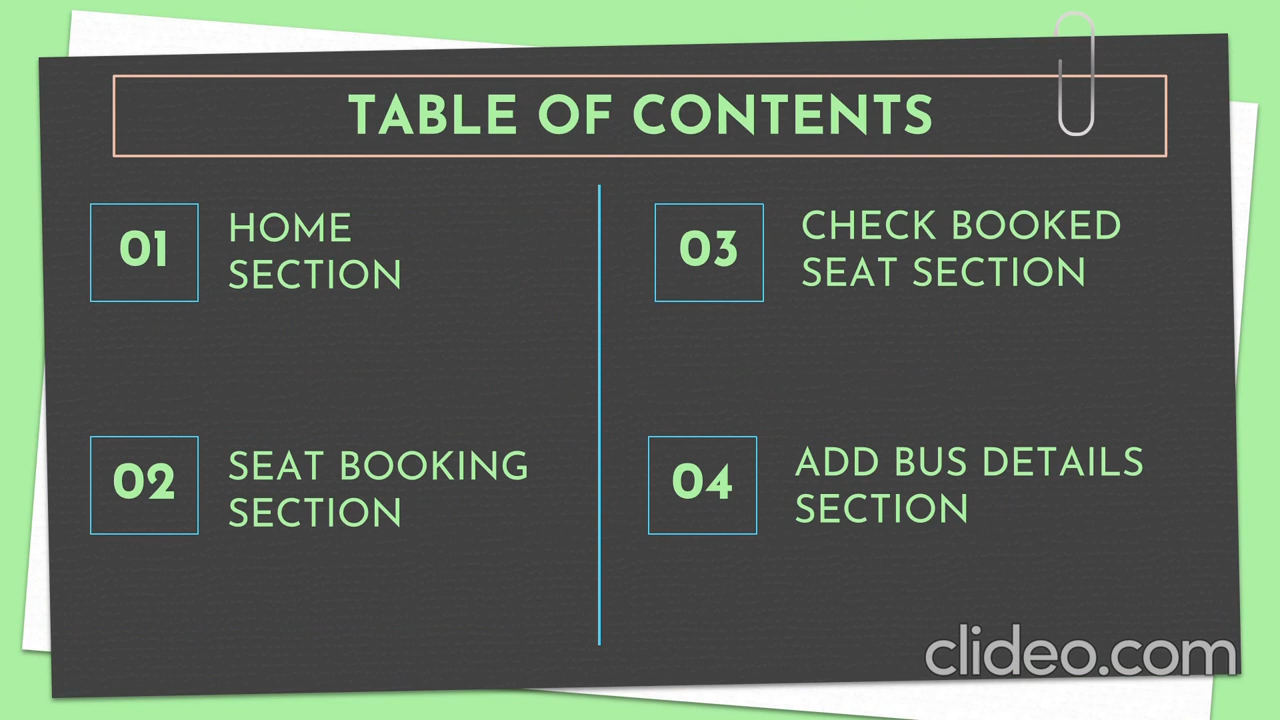 TABLE OF CONTENTS
01
HOME
SECTION
02
SEAT BOOKING
SECTION
03
CHECK BOOKED
SEAT SECTION
04
ADD BUS DETAILS
SECTION
clideo.com